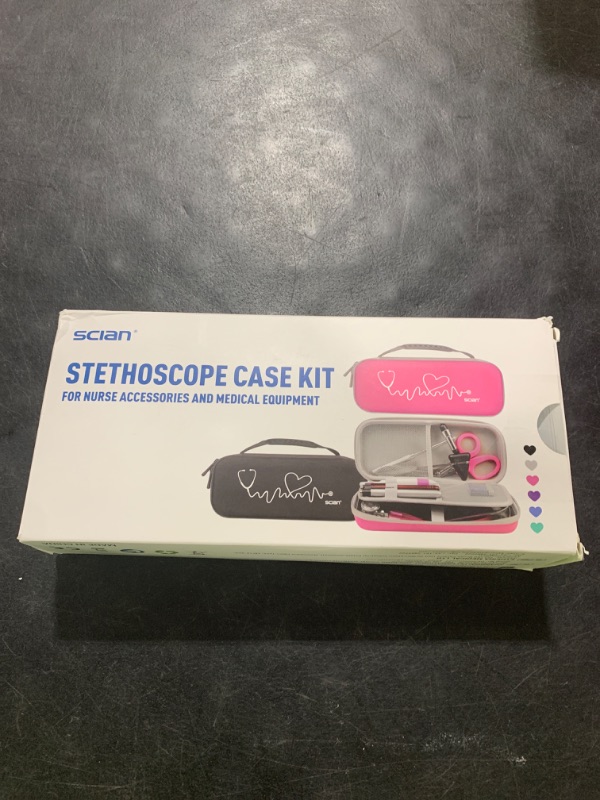 scian®
STETHOSCOPE CASE KIT
FOR NURSE ACCESSORIES AND MEDICAL EQUIPMENT
SCIAN
SCIAN